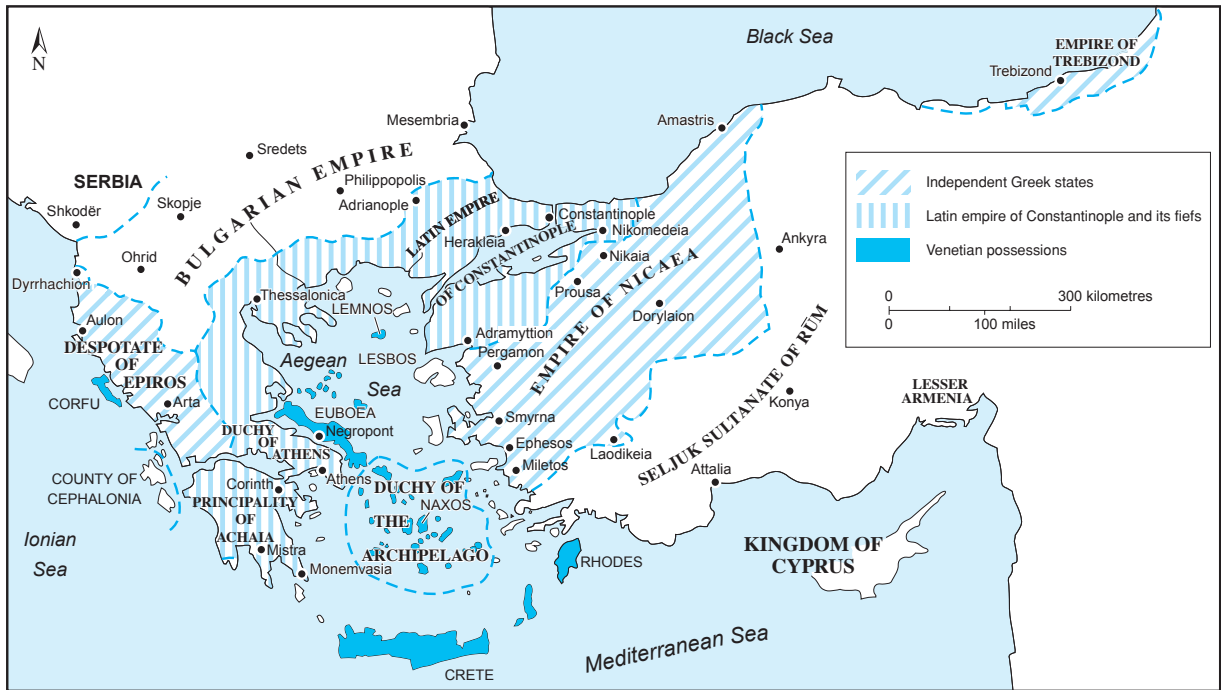 N
Black Sea
EMPIRE OF
TREBIZOND
Trebizond
Mesembria
Amastris
Sredets
BULGARIAN EMPIRE
SERBIA
Philippopolis
Adrianople
Skopje
Shkodër
LATIN EMPIRE
OF CONSTANTINOPLE
Constantinople
Herakleia
Nikomedeia
Ankyra
Nikaia
Ohrid
Dyrrhachion
Prousa
Thessalonica
LEMNOS
Dorylaion
EMPIRE OF NICAEA
Aulon
DESPOTATE
OF
EPIROS
Adramyttion
Aegean
Sea
LESBOS
Pergamon
SELJUK SULTANATE OF RŪM
CORFU
Arta
Konya
LESSER
ARMENIA
EUBOEA
Negropont
Smyrna
DUCHY
OF
ATHENS
Ephesos
Laodikeia
Miletos
Athens
Attalia
COUNTY OF
CEPHALONIA
Corinth
DUCHY OF
THE
ARCHIPELAGO
NAXOS
PRINCIPALITY
OF
ACHAIA
Ionian
Sea
Mistra
Monemvasia
RHODES
KINGDOM OF
CYPRUS
Mediterranean Sea
CRETE
Independent Greek states
Latin empire of Constantinople and its fiefs
Venetian possessions
0 300 kilometres
0 100 miles